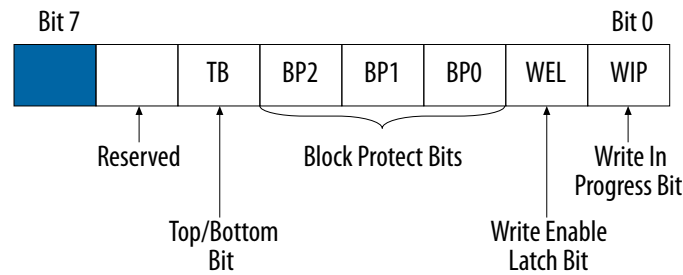 Bit 7 Bit 0
TB BP2 BP1 BP0 WEL WIP
Reserved Block Protect Bits Write In
Progress Bit
Top/Bottom Write Enable
Bit Latch Bit